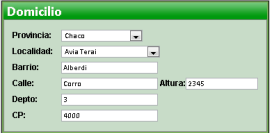 Domicilio
Provincia: Chaco
Localidad: Avia Terai
Barrio: Alberdi
Calle: Corro Altura: 2345
Depto: 3
CP: 4000